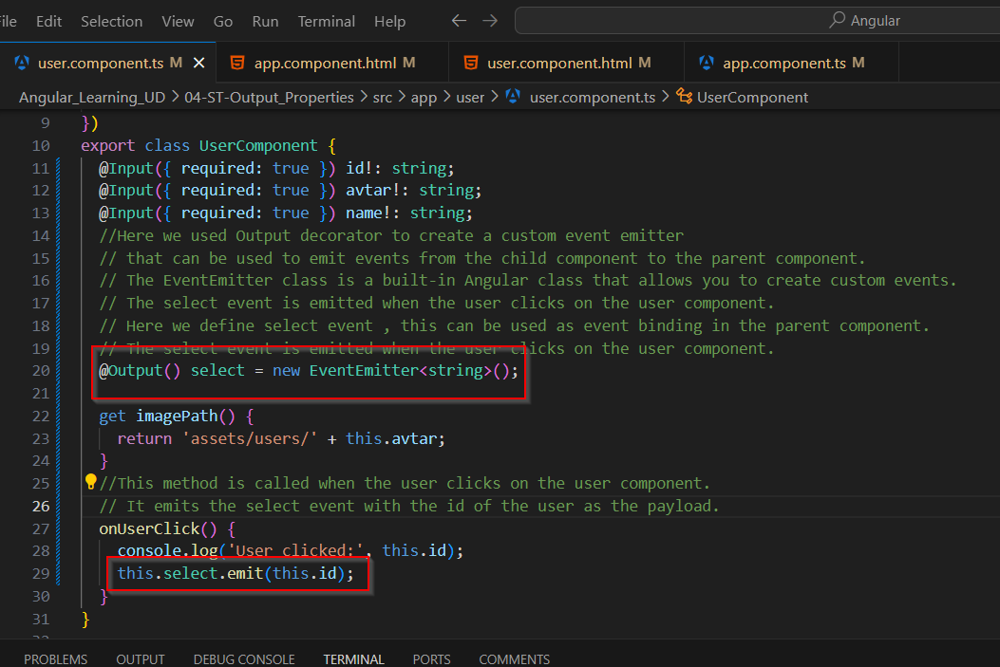 ile Edit Selection View Go Run Terminal Help Angular
user.component.ts M app.component.html M user.component.html M app.component.ts M
Angular_Learning_UD > 04-ST-Output_Properties > src > app > user > user.component.ts > UserComponent
9 })
10 export class UserComponent {
11 @Input({ required: true }) id!: string;
12 @Input({ required: true }) avtar!: string;
13 @Input({ required: true }) name!: string;
14 //Here we used Output decorator to create a custom event emitter
15 // that can be used to emit events from the child component to the parent component.
16 // The EventEmitter class is a built-in Angular class that allows you to create custom events.
17 // The select event is emitted when the user clicks on the user component.
18 // Here we define select event , this can be used as event binding in the parent component.
19 // The select event is emitted when the user clicks on the user component.
20 @Output() select = new EventEmitter<string>();
21
22 get imagePath() {
23 return 'assets/users/' + this.avtar;
24 }
25 //This method is called when the user clicks on the user component.
26 // It emits the select event with the id of the user as the payload.
27 onUserClick() {
28 console.log('User clicked:', this.id);
29 this.select.emit(this.id);
30 }
31 }
PROBLEMS OUTPUT DEBUG CONSOLE TERMINAL PORTS COMMENTS